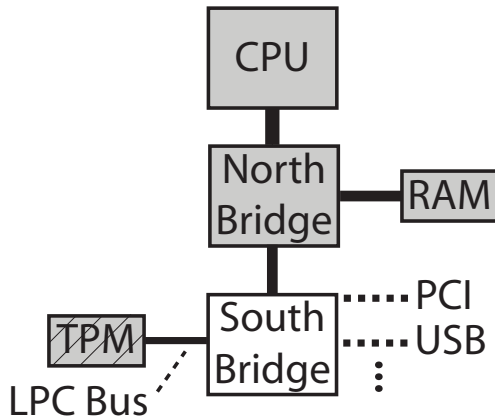 CPU
North
Bridge
RAM
South
Bridge
PCI
USB
TPM
LPC Bus